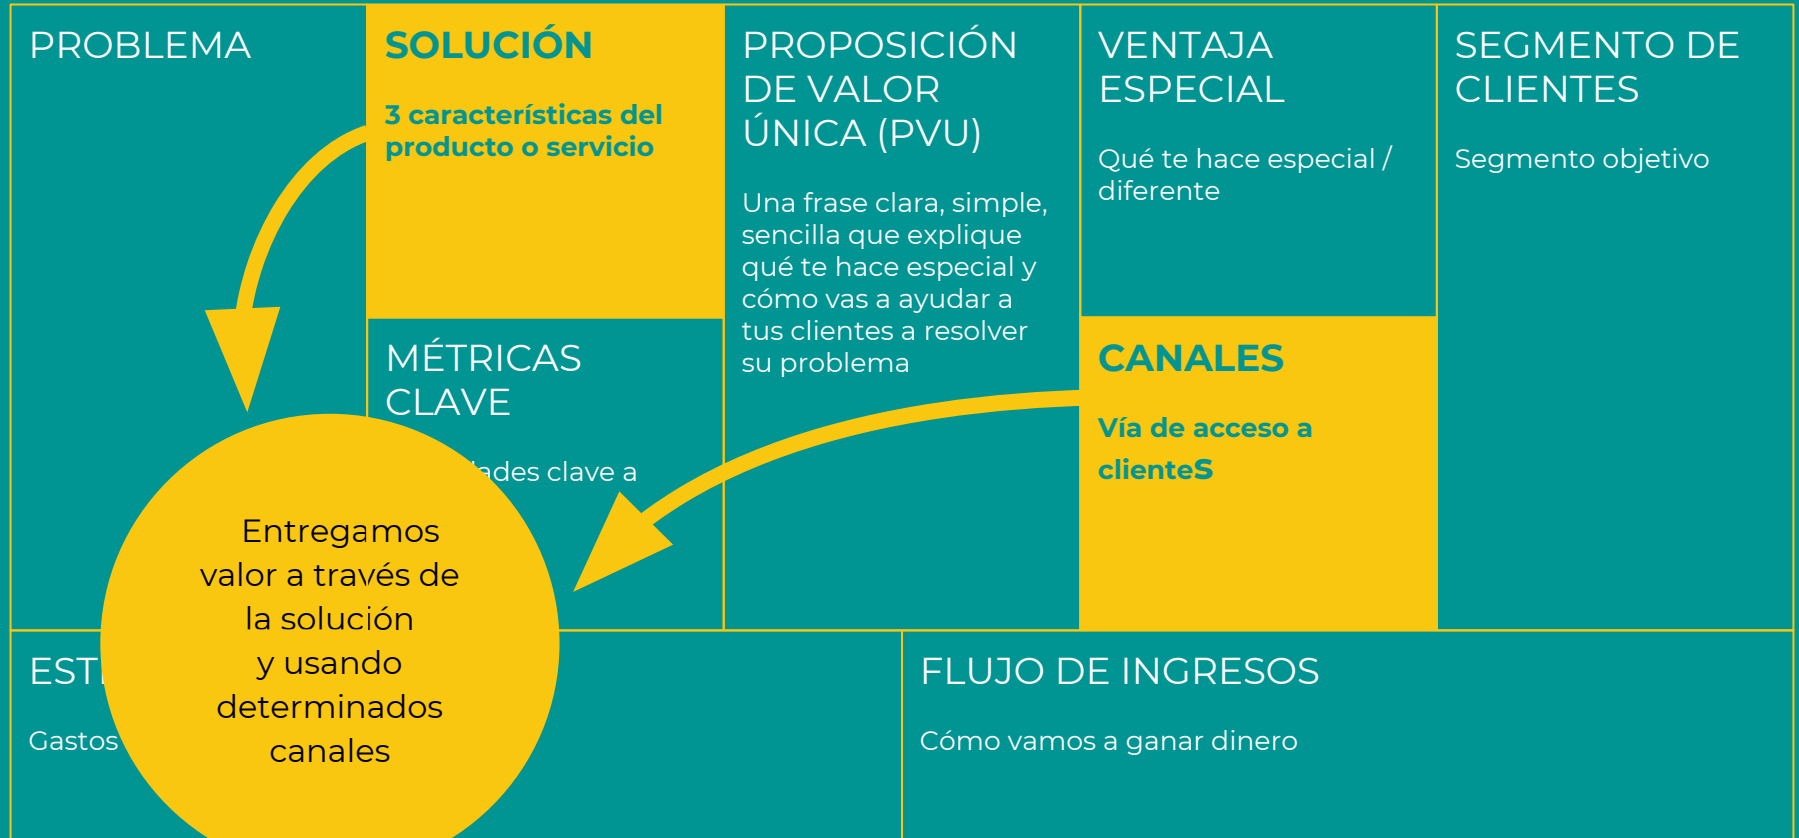 PROBLEMA
SOLUCIÓN
3 características del
producto o servicio
MÉTRICAS
CLAVE
clave a
PROPOSICIÓN
DE VALOR
ÚNICA (PVU)
Una frase clara, simple,
sencilla que explique
qué te hace especial y
cómo vas a ayudar a
tus clientes a resolver
su problema
VENTAJA
ESPECIAL
Qué te hace especial /
diferente
CANALES
Vía de acceso a
clienteS
SEGMENTO DE
CLIENTES
Segmento objetivo
Gastos
Entregamos
valor a través de
la solución
y usando
determinados
canales
FLUJO DE INGRESOS
Cómo vamos a ganar dinero